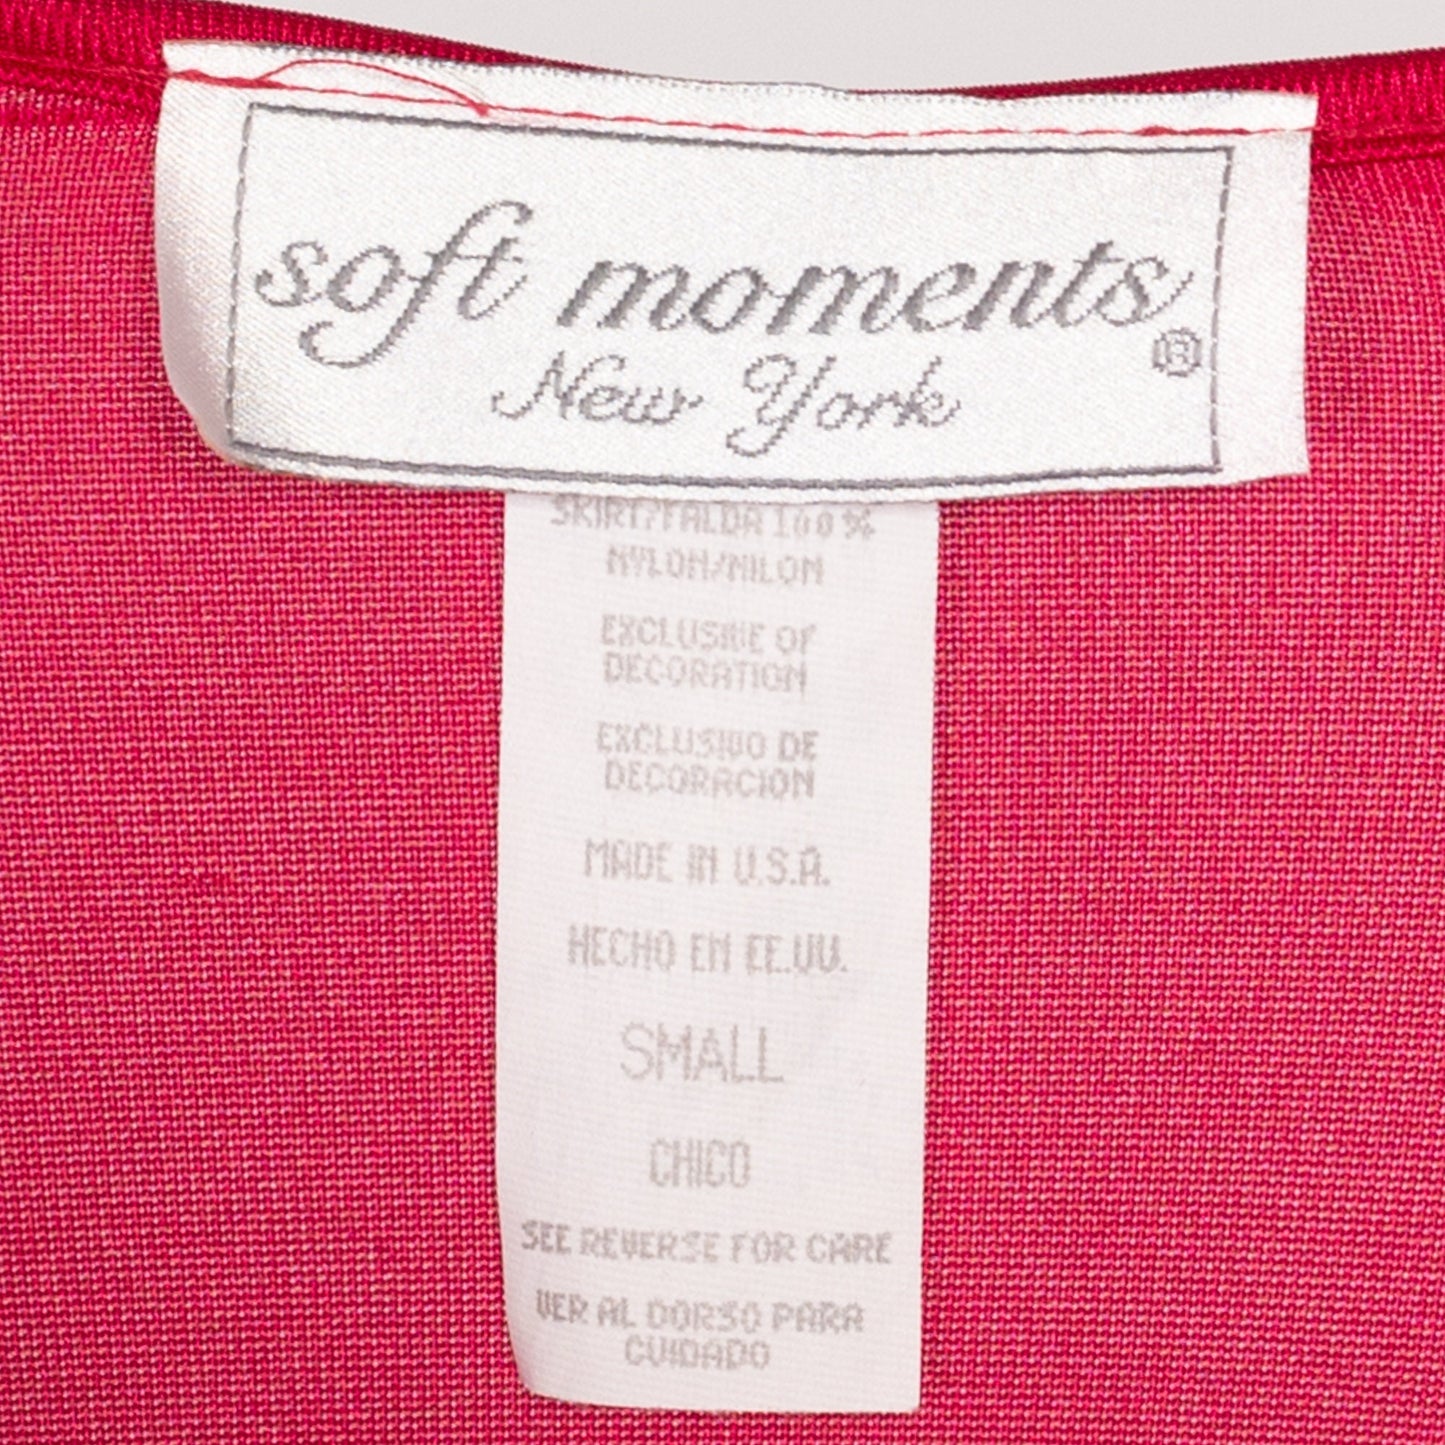 soft moments®
New York
SKIRT/FALDA 100%
NYLON/NILON
EXCLUSIVE OF
DECORATION
EXCLUSIVO DE
DECORACION
MADE IN U.S.A.
HECHO EN EE.UU.
SMALL
CHICO
SEE REVERSE FOR CARE
VER AL DORSO PARA
CUIDADO